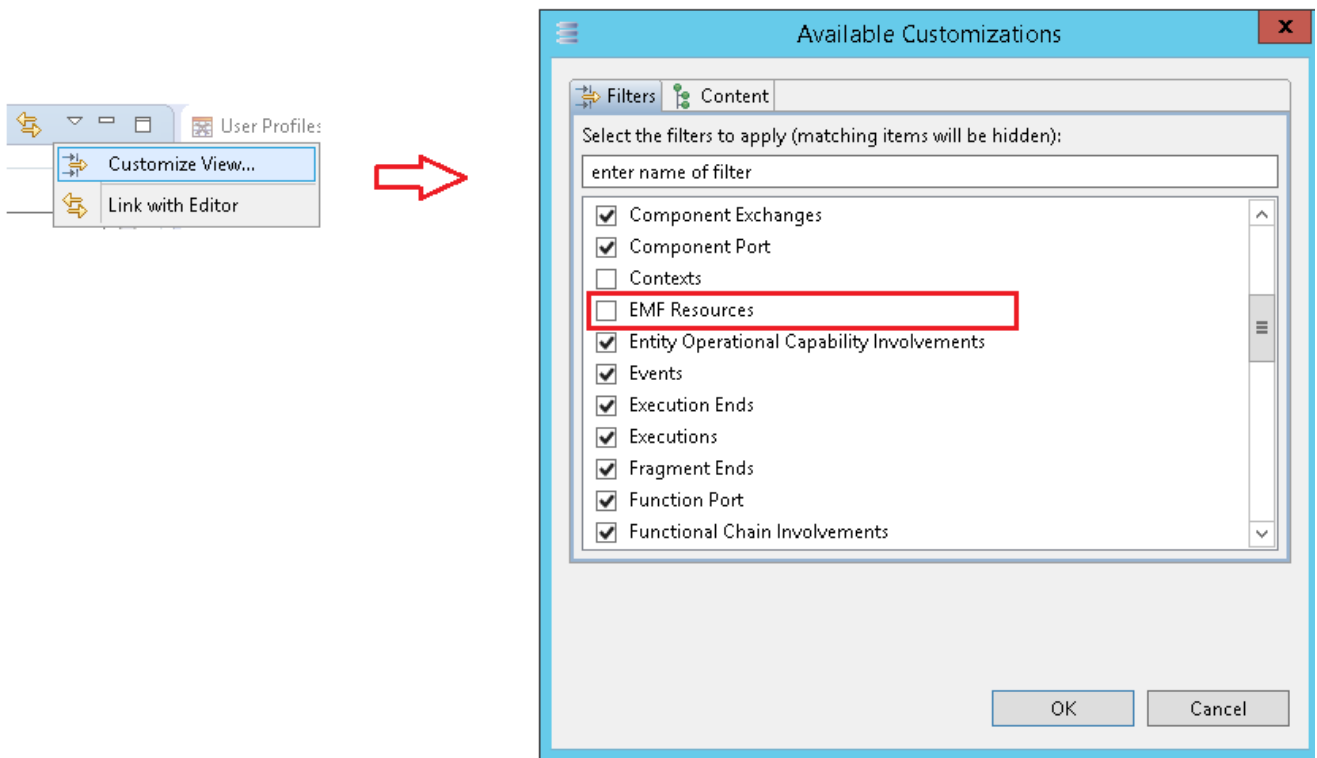 User Profiles
Customize View...
Link with Editor
Available Customizations
x
Filters
Content
Select the filters to apply (matching items will be hidden):
enter name of filter
Component Exchanges
Component Port
Contexts
EMF Resources
Entity Operational Capability Involvements
Events
Execution Ends
Executions
Fragment Ends
Function Port
Functional Chain Involvements
OK
Cancel